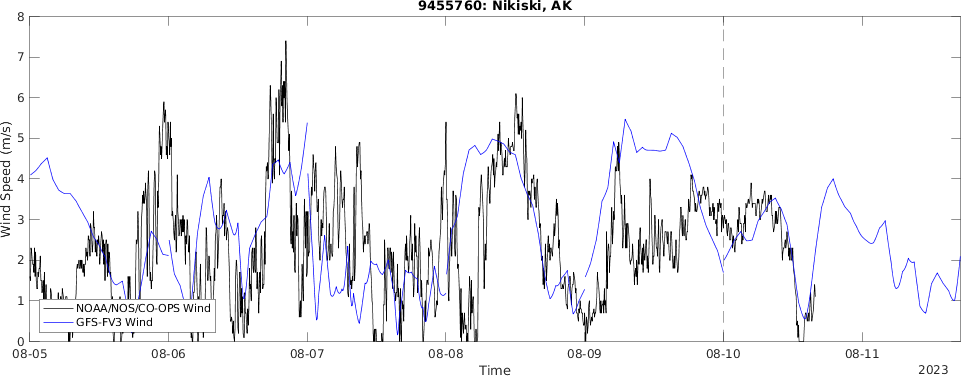 9455760: Nikiski, AK
Wind Speed (m/s)
8
7
6
5
4
3
2
1
0
NOAA/NOS/CO-OPS Wind
GFS-FV3 Wind
08-05 08-06 08-07 08-08 08-09 08-10 08-11
Time
2023